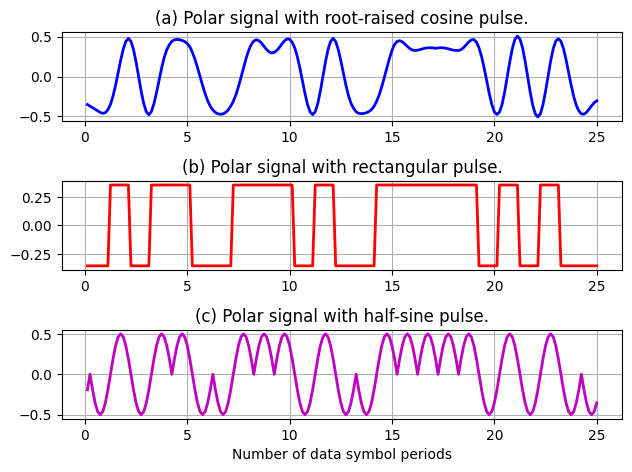 (a) Polar signal with root-raised cosine pulse.
0.5
0.0
−0.5
0 5 10 15 20 25
(b) Polar signal with rectangular pulse.
0.25
0.00
−0.25
0 5 10 15 20 25
(c) Polar signal with half-sine pulse.
0.5
0.0
−0.5
0 5 10 15 20 25
Number of data symbol periods